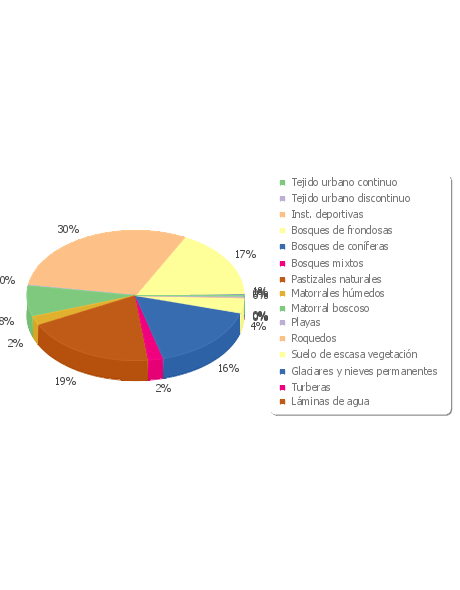 Tejido urbano continuo
Tejido urbano discontinuo
Inst. deportivas
Bosques de frondosas
Bosques de coníferas
Bosques mixtos
Pastizales naturales
Matorrales húmedos
Matorral boscoso
Playas
Roquedos
Suelo de escasa vegetación
Glaciares y nieves permanentes
Turberas
Láminas de agua
30%
17%
0%
8%
2%
19%
2%
16%
4%
0%
0%